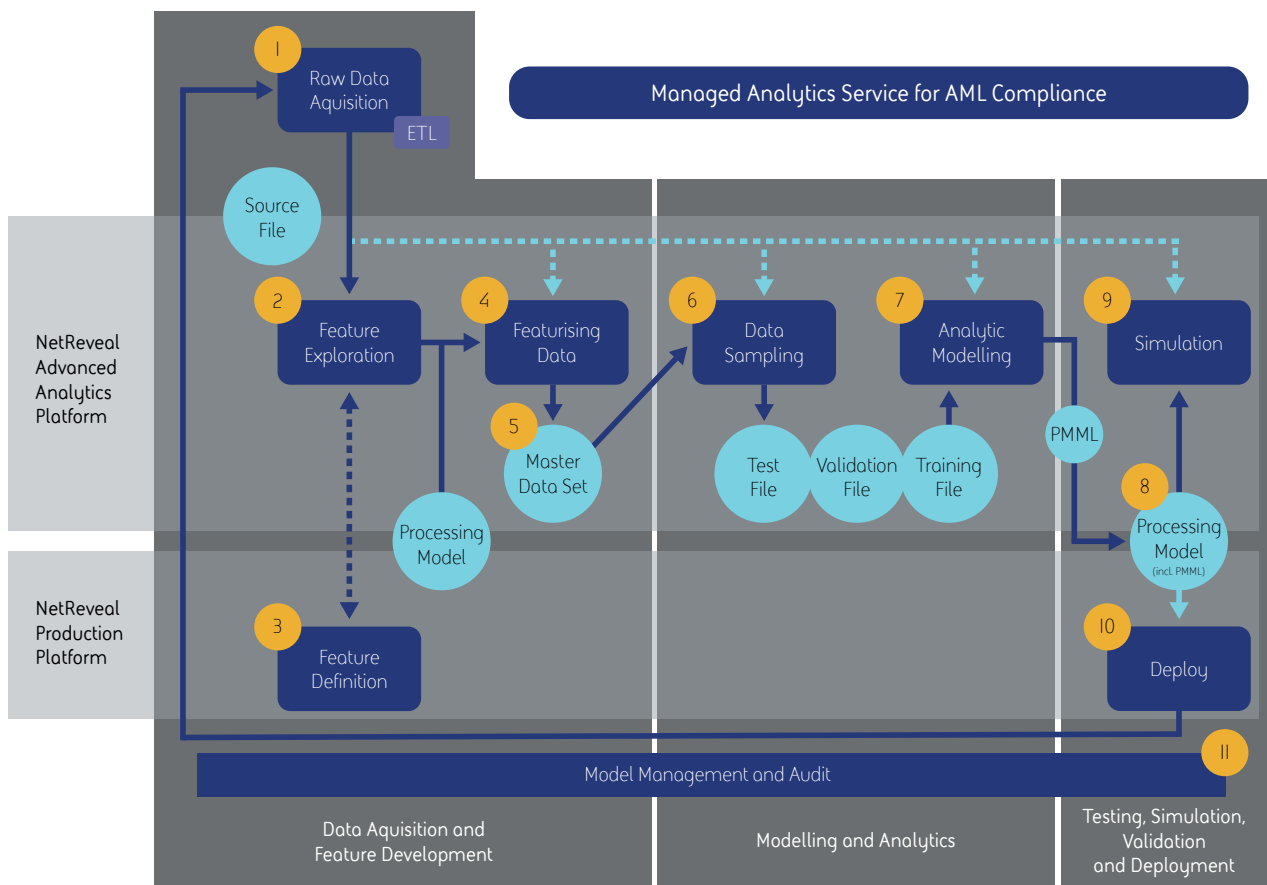 1
Raw Data
Aquisition
ETL
Managed Analytics Service for AML Compliance
Source
File
NetReveal
Advanced
Analytics
Platform
2
Feature
Exploration
4
Featurising
Data
6
Data
Sampling
7
Analytic
Modelling
9
Simulation
5
Master
Data Set
Processing
Model
Test
File
Validation
File
Training
File
PMML
8
Processing
Model
(incl. PMML)
NetReveal
Production
Platform
3
Feature
Definition
10
Deploy
11
Model Management and Audit
Data Aquisition and
Feature Development
Modelling and Analytics
Testing, Simulation,
Validation
and Deployment